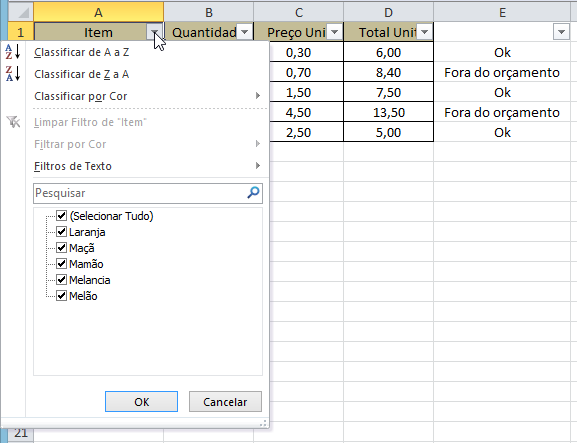 A B C D E
1 Item Quantidad Preço Uni Total Unit
Classificar de A a Z 0,30 6,00 Ok
Classificar de Z a A 0,70 8,40 Fora do orçamento
Classificar por Cor 1,50 7,50 Ok
Limpar Filtro de "Item" 4,50 13,50 Fora do orçamento
2,50 5,00 Ok
Filtrar por Cor
Filtros de Texto
Pesquisar
(Selecionar Tudo)
Laranja
Maçã
Mamão
Melancia
Melão
OK Cancelar
21